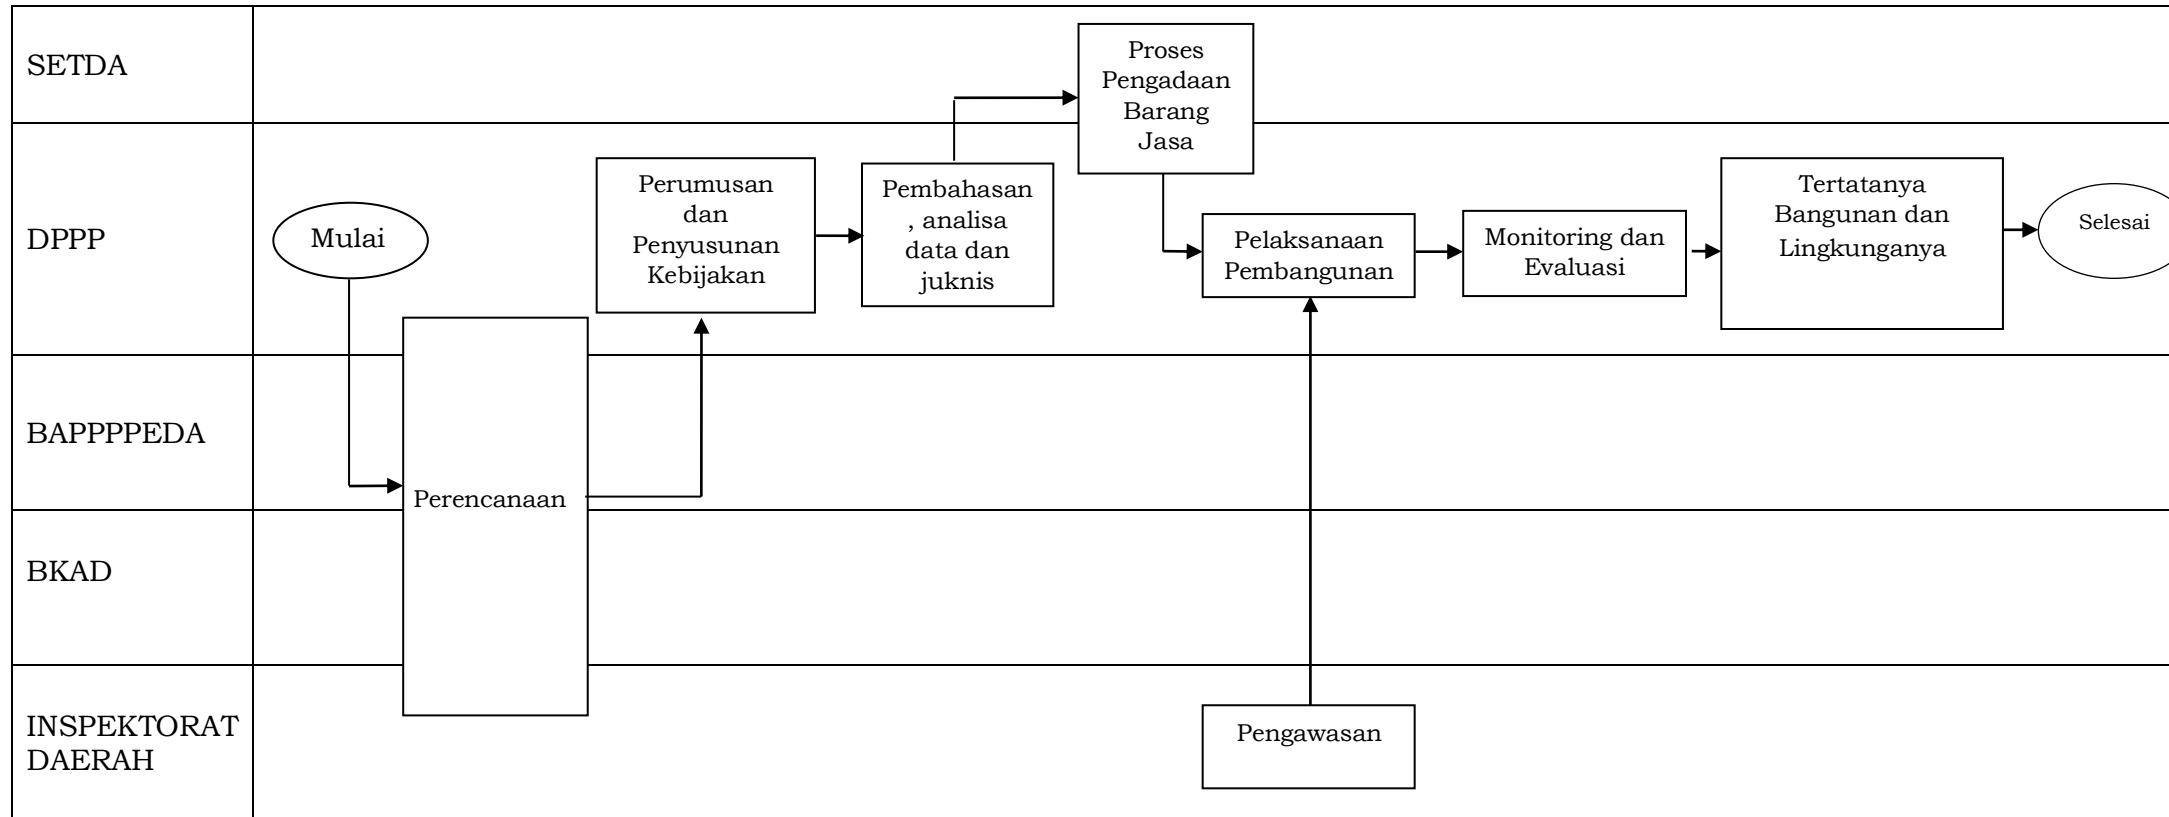 SETDA
Proses
Pengadaan
Barang
Jasa
DPPP
Mulai
Perumusan
dan
Penyusunan
Kebijakan
Pembahasan
, analisa
data dan
juknis
Pelaksanaan
Pembangunan
Monitoring dan
Evaluasi
Tertatanya
Bangunan dan
Lingkunganya
Selesai
BAPPPPEDA
Perencanaan
BKAD
INSPEKTORAT
DAERAH
Pengawasan